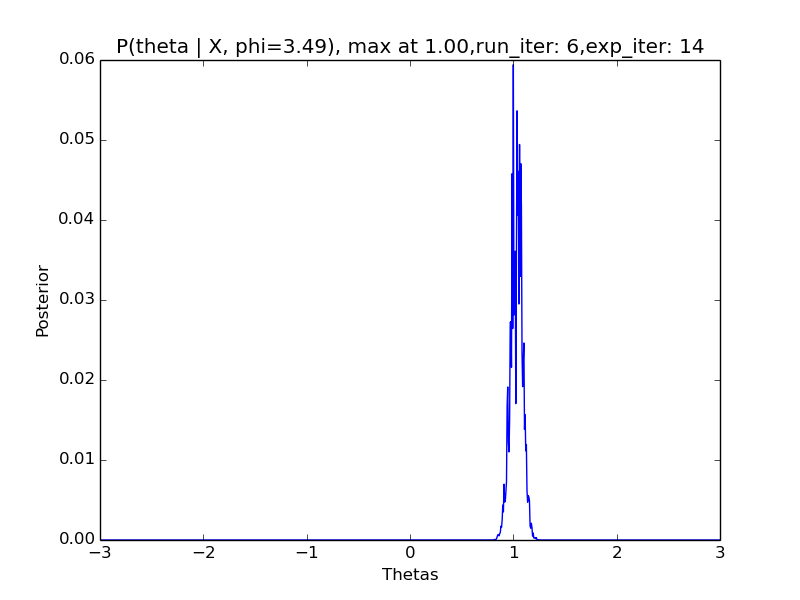 P(theta | X, phi=3.49), max at 1.00,run_iter: 6,exp_iter: 14
0.06
0.05
0.04
0.03
0.02
0.01
0.00
Posterior
−3 −2 −1 0 1 2 3
Thetas